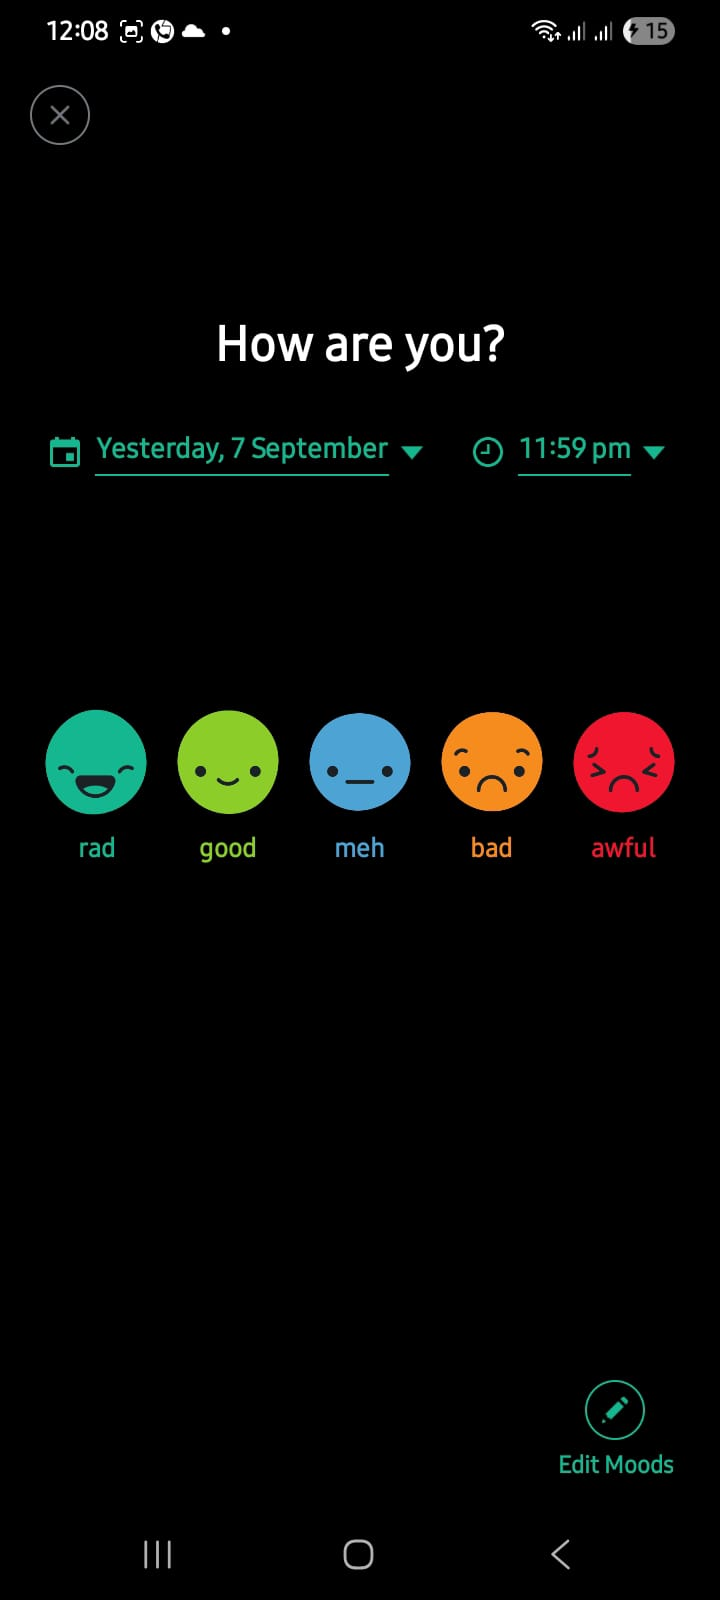 12:08
15
How are you?
Yesterday, 7 September 11:59 pm
rad good meh bad awful
Edit Moods